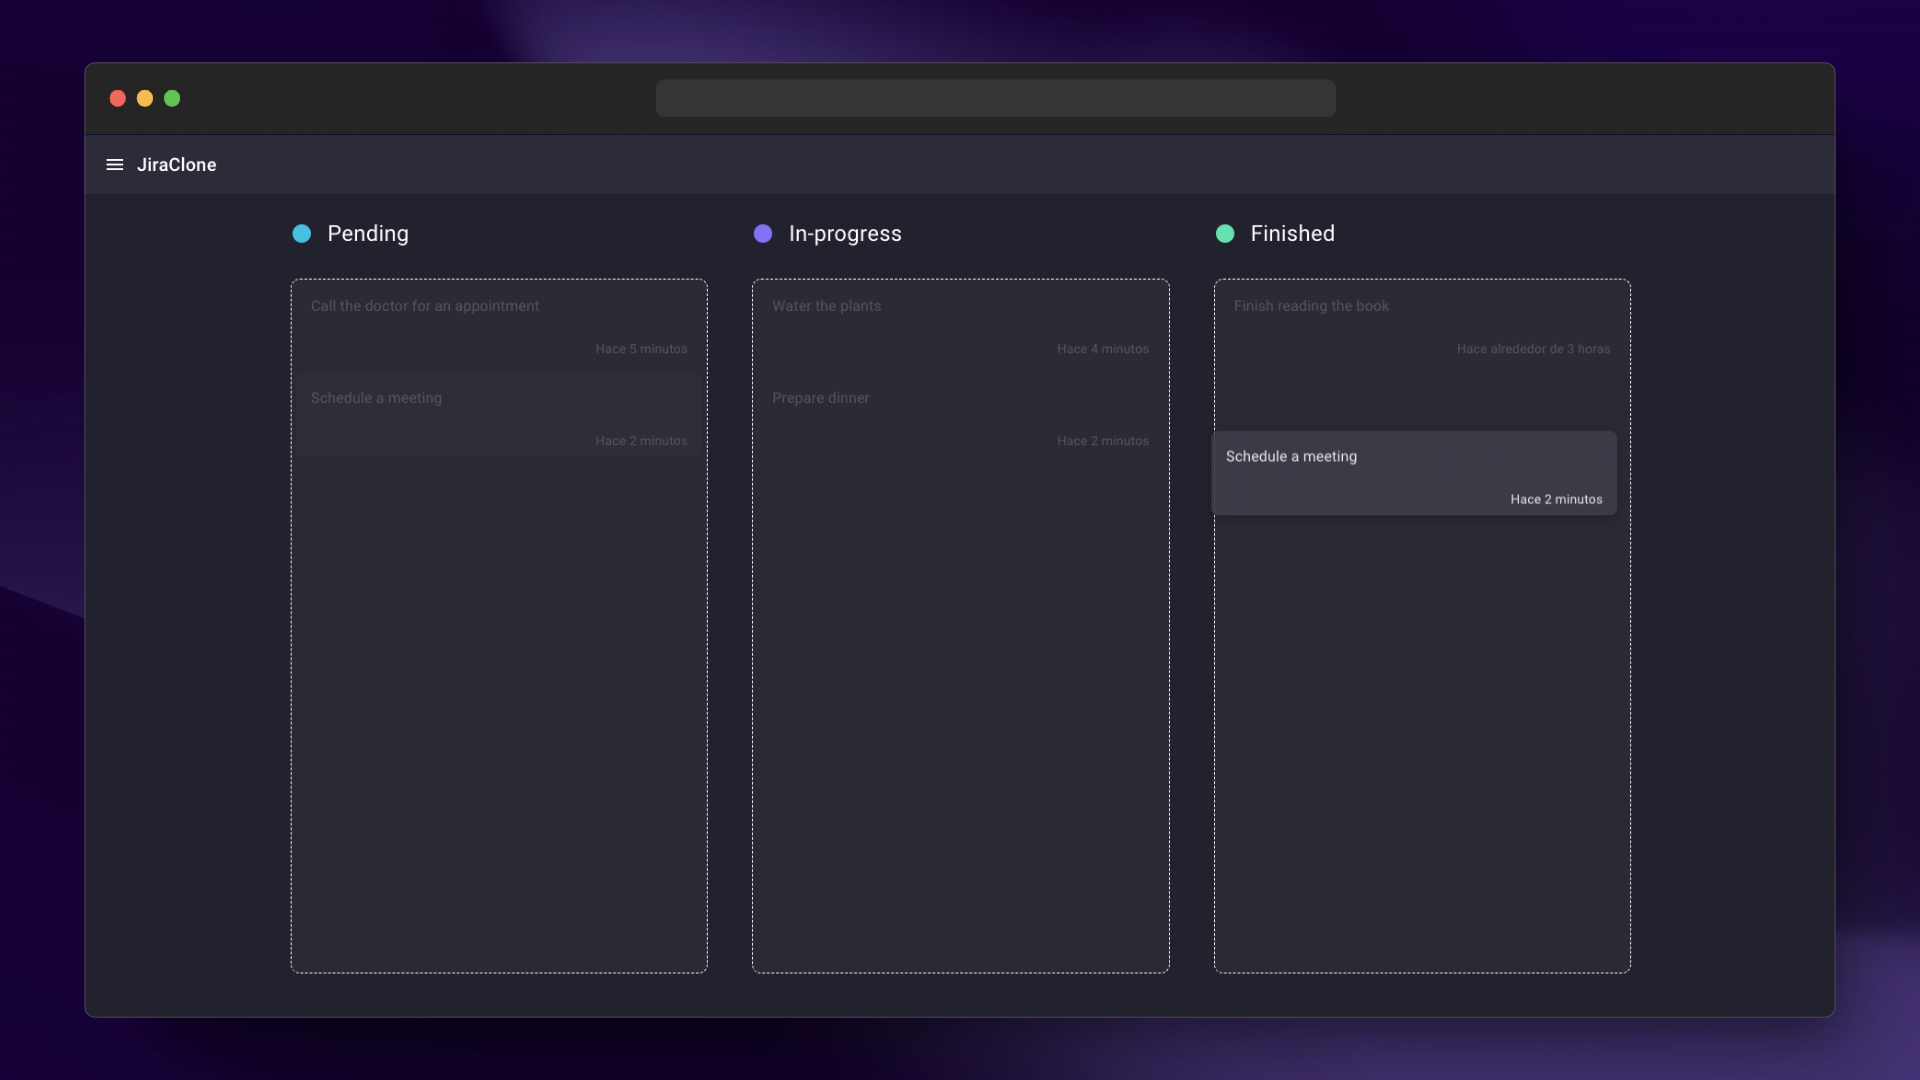 JiraClone
Pending
Call the doctor for an appointment
Hace 5 minutos
Schedule a meeting
Hace 2 minutos
In-progress
Water the plants
Hace 4 minutos
Prepare dinner
Hace 2 minutos
Finished
Finish reading the book
Hace alrededor de 3 horas
Schedule a meeting
Hace 2 minutos